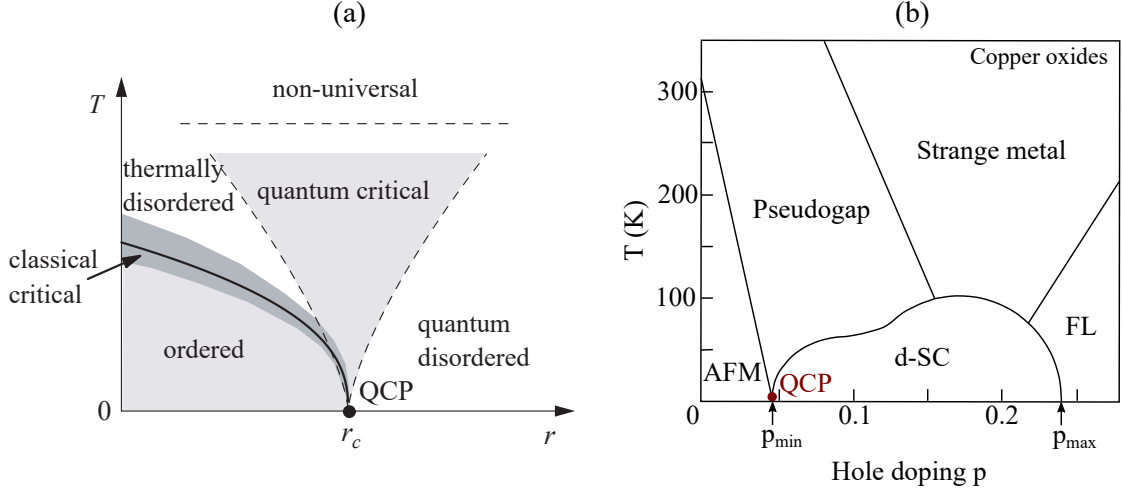 (a)
T
non-universal
thermally
disordered
quantum critical
classical
critical
ordered
quantum
disordered
QCP
0
r_c
r
(b)
Copper oxides
300
Strange metal
200
Pseudogap
T (K)
100
FL
d-SC
AFM
QCP
0
0.1
0.2
p_min
p_max
Hole doping p